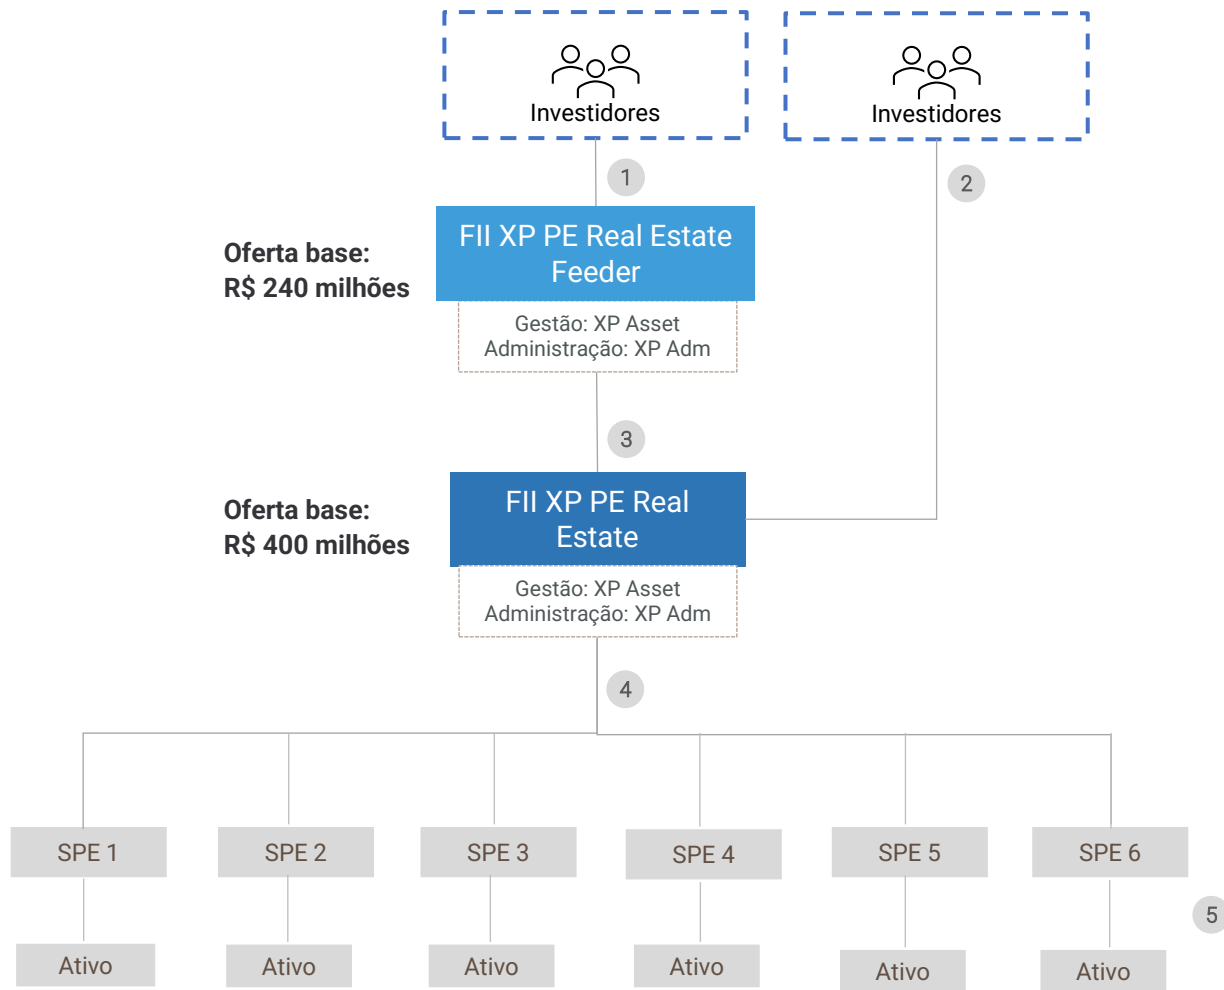 Investidores
Investidores
1
2
Oferta base:
R$ 240 milhões
FII XP PE Real Estate
Feeder
Gestão: XP Asset
Administração: XP Adm
3
Oferta base:
R$ 400 milhões
FII XP PE Real
Estate
Gestão: XP Asset
Administração: XP Adm
4
SPE 1
SPE 2
SPE 3
SPE 4
SPE 5
SPE 6
5
Ativo
Ativo
Ativo
Ativo
Ativo
Ativo